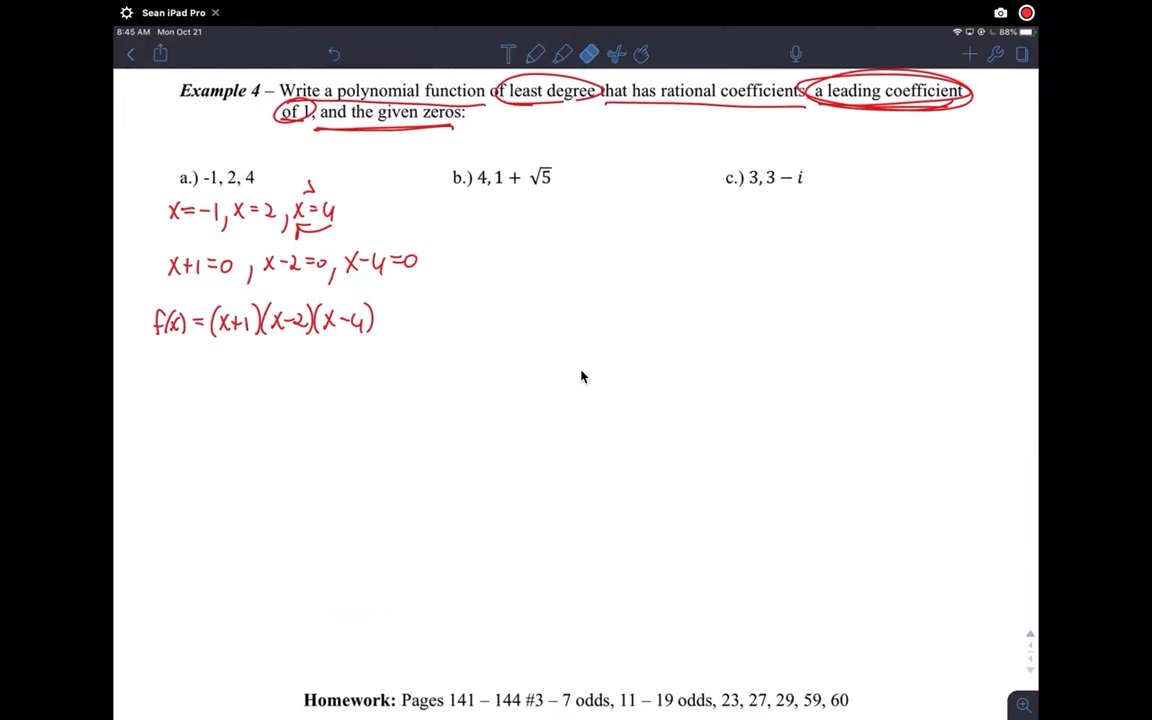 Sean iPad Pro
8:45 AM Mon Oct 21
88%
Example 4 – Write a polynomial function of least degree that has rational coefficients, a leading coefficient
of 1, and the given zeros:
a.) -1, 2, 4
b.) 4, 1 + √5
c.) 3, 3 − i
x=-1, x=2, x=4
x+1=0, x-2=0, x-4=0
f(x) = (x+1)(x-2)(x-4)
4
4
Homework: Pages 141 – 144 #3 – 7 odds, 11 – 19 odds, 23, 27, 29, 59, 60